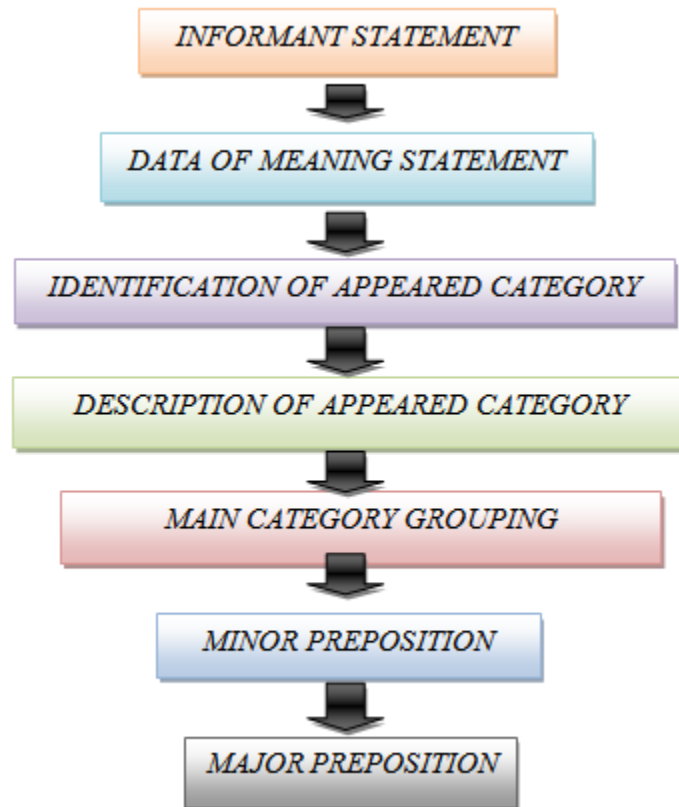 INFORMANT STATEMENT
DATA OF MEANING STATEMENT
IDENTIFICATION OF APPEARED CATEGORY
DESCRIPTION OF APPEARED CATEGORY
MAIN CATEGORY GROUPING
MINOR PREPOSITION
MAJOR PREPOSITION